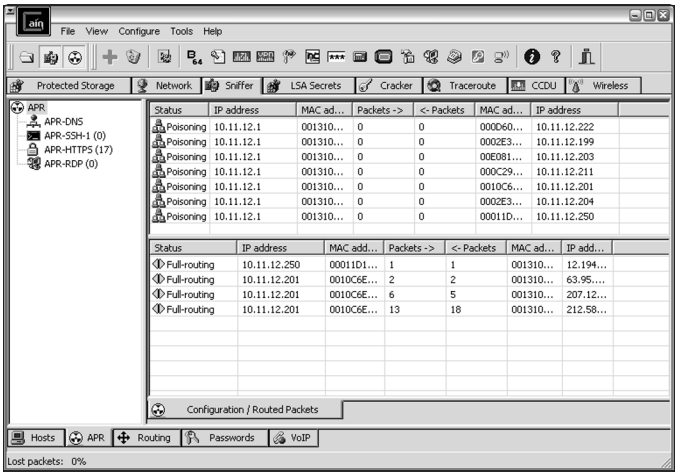 aín
File View Configure Tools Help
B64 NC ***
Protected Storage Network Sniffer LSA Secrets Cracker Traceroute CCDU Wireless
APR
APR-DNS
APR-SSH-1 (0)
APR-HTTPS (17)
APR-RDP (0)
Status IP address MAC ad... Packets -> <- Packets MAC ad... IP address
Poisoning 10.11.12.1 001310... 0 0 000D60... 10.11.12.222
Poisoning 10.11.12.1 001310... 0 0 0002E3... 10.11.12.199
Poisoning 10.11.12.1 001310... 0 0 00E081... 10.11.12.203
Poisoning 10.11.12.1 001310... 0 0 000C29... 10.11.12.211
Poisoning 10.11.12.1 001310... 0 0 0010C6... 10.11.12.201
Poisoning 10.11.12.1 001310... 0 0 0002E3... 10.11.12.204
Poisoning 10.11.12.1 001310... 0 0 00011D... 10.11.12.250
Status IP address MAC add... Packets -> <- Packets MAC ad... IP add...
Full-routing 10.11.12.250 00011D1... 1 1 001310... 12.194...
Full-routing 10.11.12.201 0010C6E... 2 2 001310... 63.95....
Full-routing 10.11.12.201 0010C6E... 6 5 001310... 207.12...
Full-routing 10.11.12.201 0010C6E... 13 18 001310... 212.58...
Configuration / Routed Packets
Hosts APR Routing Passwords VoIP
Lost packets: 0%